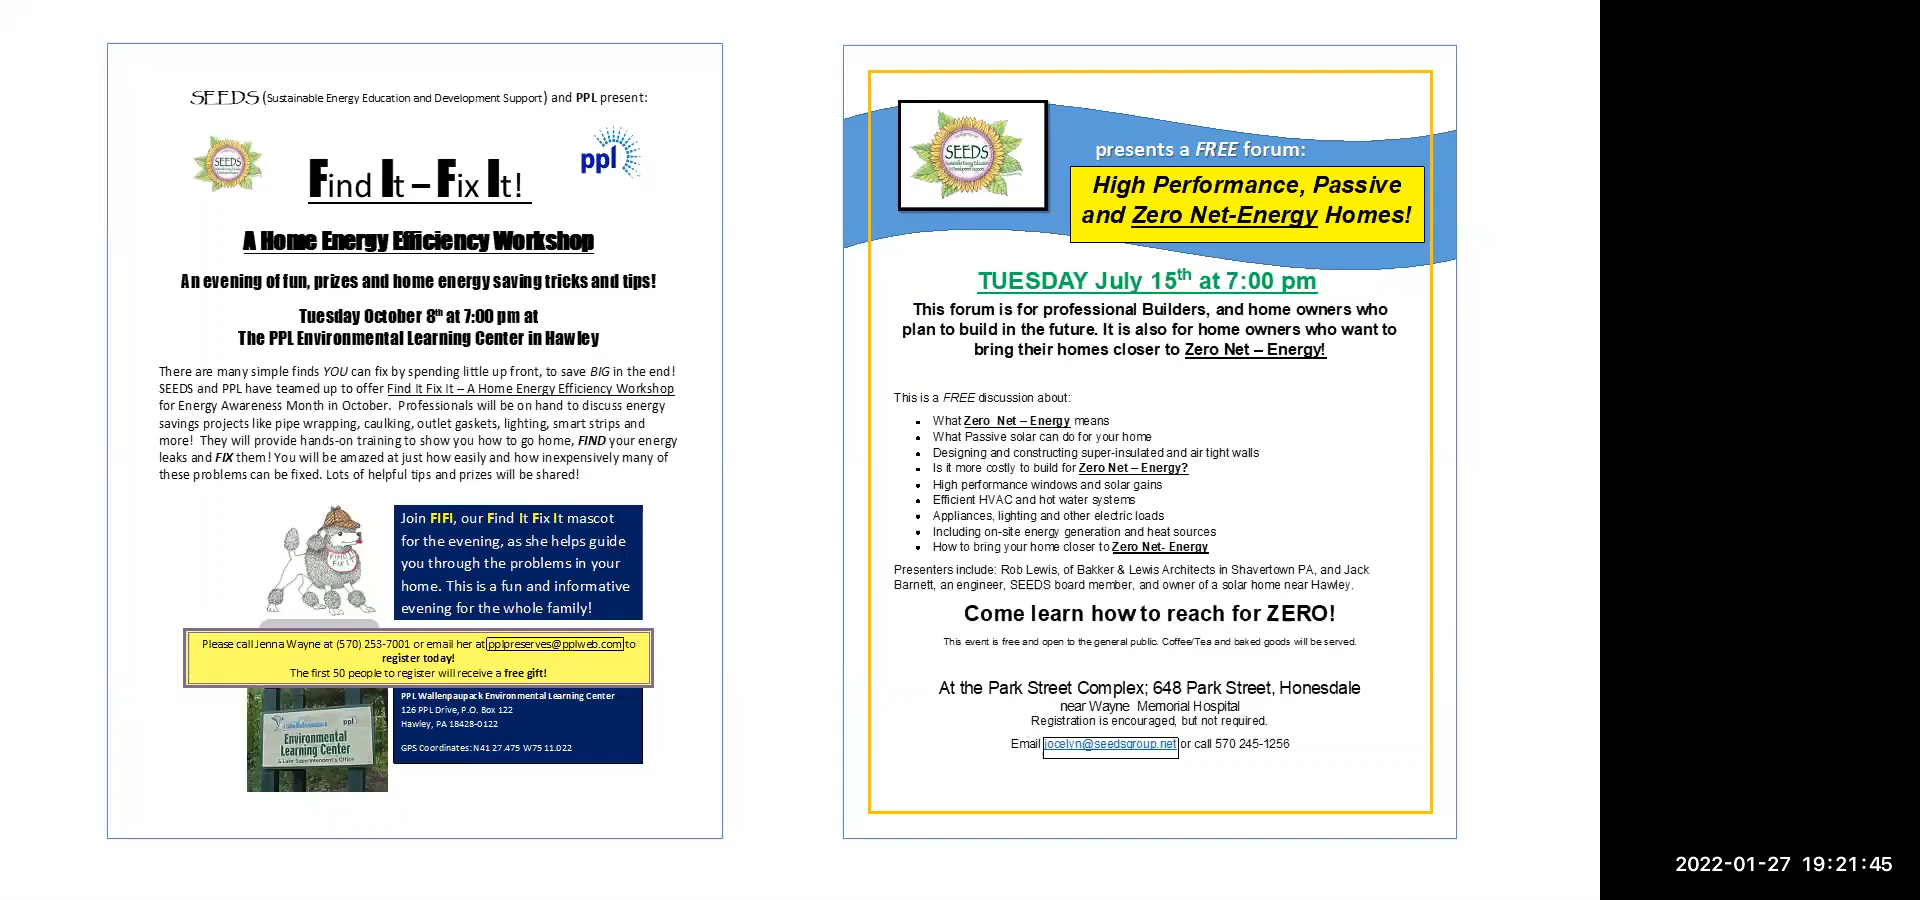 SEEDS (Sustainable Energy Education and Development Support) and PPL present:
SEEDS
ppl
Find It – Fix It!
A Home Energy Efficiency Workshop
An evening of fun, prizes and home energy saving tricks and tips!
Tuesday October 8th at 7:00 pm at
The PPL Environmental Learning Center in Hawley
There are many simple finds YOU can fix by spending little up front, to save BIG in the end!
SEEDS and PPL have teamed up to offer Find It Fix It – A Home Energy Efficiency Workshop
for Energy Awareness Month in October. Professionals will be on hand to discuss energy
savings projects like pipe wrapping, caulking, outlet gaskets, lighting, smart strips and
more! They will provide hands-on training to show you how to go home, FIND your energy
leaks and FIX them! You will be amazed at just how easily and how inexpensively many of
these problems can be fixed. Lots of helpful tips and prizes will be shared!
FIND IT
FIX IT
Join FIFI, our Find It Fix It mascot
for the evening, as she helps guide
you through the problems in your
home. This is a fun and informative
evening for the whole family!
Please call Jenna Wayne at (570) 253-7001 or email her at pplpreserves@pplweb.com to
register today!
The first 50 people to register will receive a free gift!
ppl
Environmental
Learning Center
& Lake Superintendent's Office
PPL Wallenpaupack Environmental Learning Center
126 PPL Drive, P.O. Box 122
Hawley, PA 18428-0122
GPS Coordinates: N41 27.475 W75 11.022
SEEDS
Sustainable Energy Education
& Development Support
presents a FREE forum:
High Performance, Passive
and Zero Net-Energy Homes!
TUESDAY July 15th at 7:00 pm
This forum is for professional Builders, and home owners who
plan to build in the future. It is also for home owners who want to
bring their homes closer to Zero Net – Energy!
This is a FREE discussion about:
• What Zero Net – Energy means
• What Passive solar can do for your home
• Designing and constructing super-insulated and air tight walls
• Is it more costly to build for Zero Net – Energy?
• High performance windows and solar gains
• Efficient HVAC and hot water systems
• Appliances, lighting and other electric loads
• Including on-site energy generation and heat sources
• How to bring your home closer to Zero Net- Energy
Presenters include: Rob Lewis, of Bakker & Lewis Architects in Shavertown PA, and Jack
Barnett, an engineer, SEEDS board member, and owner of a solar home near Hawley.
Come learn how to reach for ZERO!
This event is free and open to the general public. Coffee/Tea and baked goods will be served.
At the Park Street Complex; 648 Park Street, Honesdale
near Wayne Memorial Hospital
Registration is encouraged, but not required.
Email jocelyn@seedsgroup.net or call 570 245-1256
2022-01-27 19:21:45